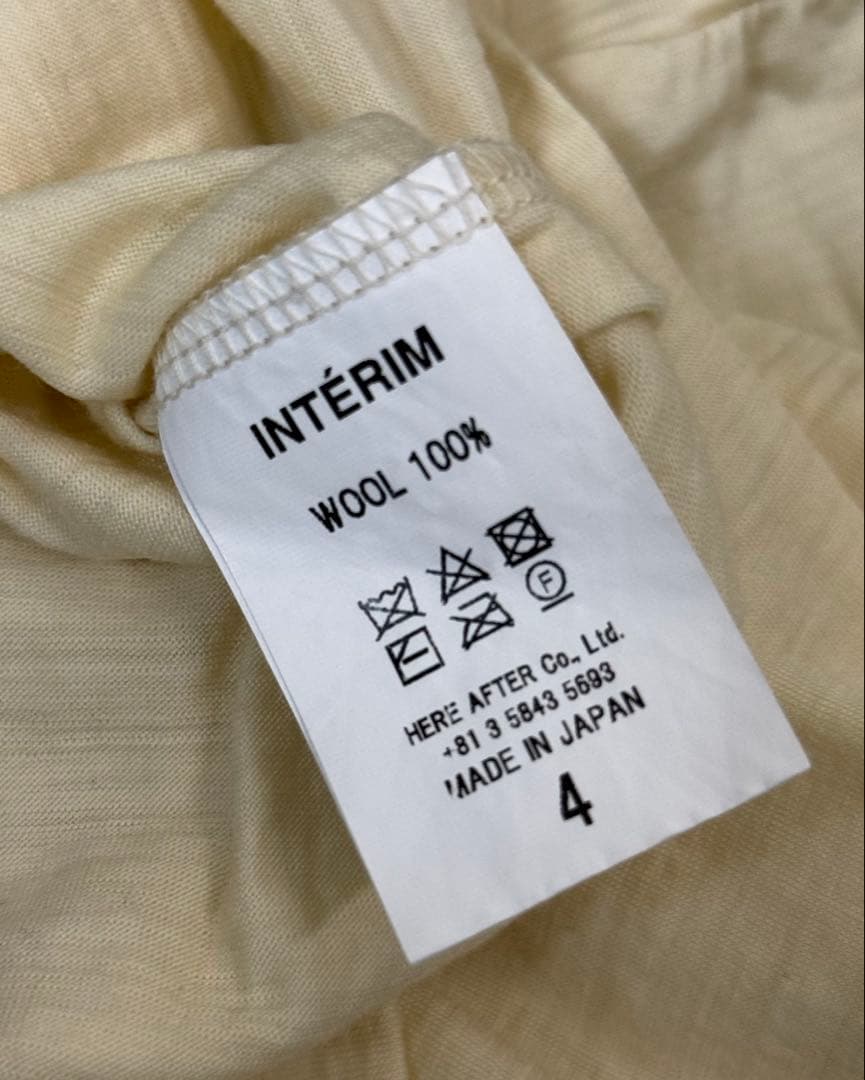 INTÉRIM
WOOL 100%
F
HERE AFTER Co., Ltd.
+81 3 5843 5693
MADE IN JAPAN
4